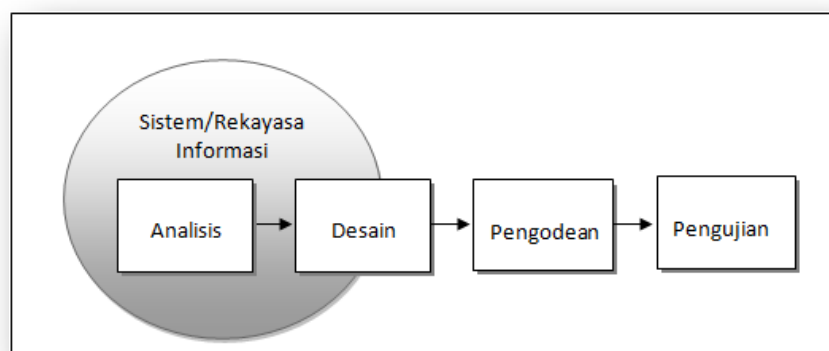 Sistem/Rekayasa
Informasi
Analisis
Desain
Pengodean
Pengujian